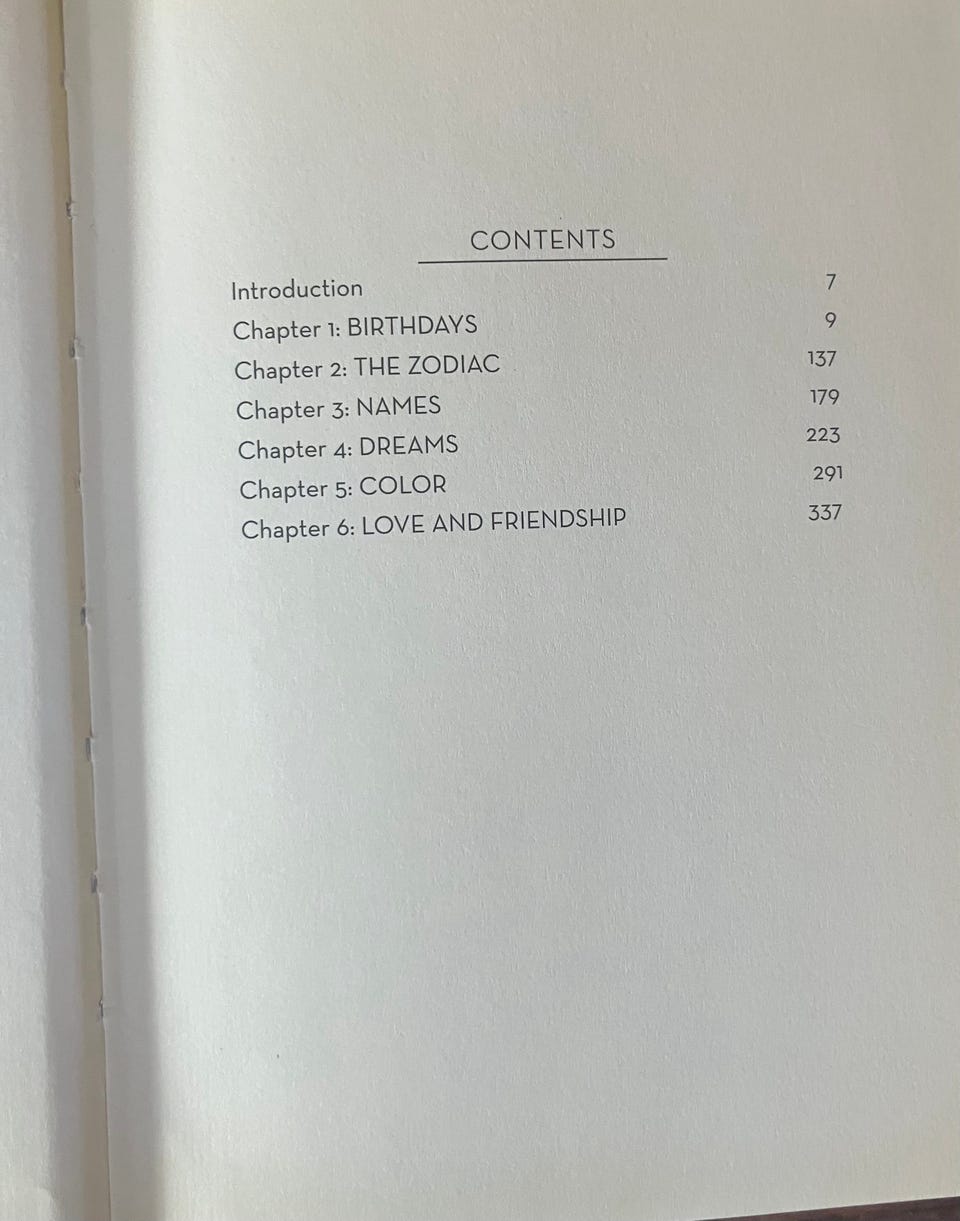 CONTENTS
Introduction 7
Chapter 1: BIRTHDAYS 9
Chapter 2: THE ZODIAC 137
Chapter 3: NAMES 179
Chapter 4: DREAMS 223
Chapter 5: COLOR 291
Chapter 6: LOVE AND FRIENDSHIP 337